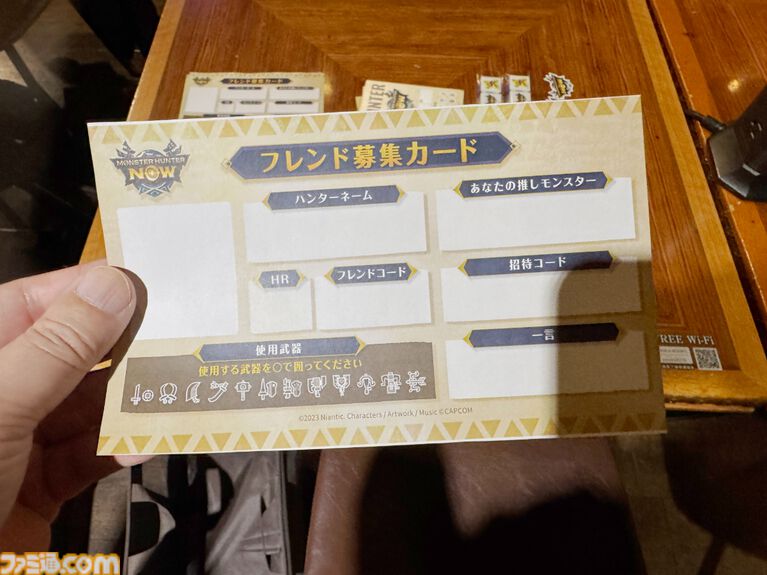 フレンド募集カード
HUNTER
MONSTER HUNTER
NOW
フレンド募集カード
ハンターネーム
あなたの推しモンスター
HR
フレンドコード
招待コード
使用武器
使用する武器を○で囲ってください
一言
©2023 Niantic. Characters / Artwork / Music © CAPCOM
FREE Wi-Fi
ファミ通.com